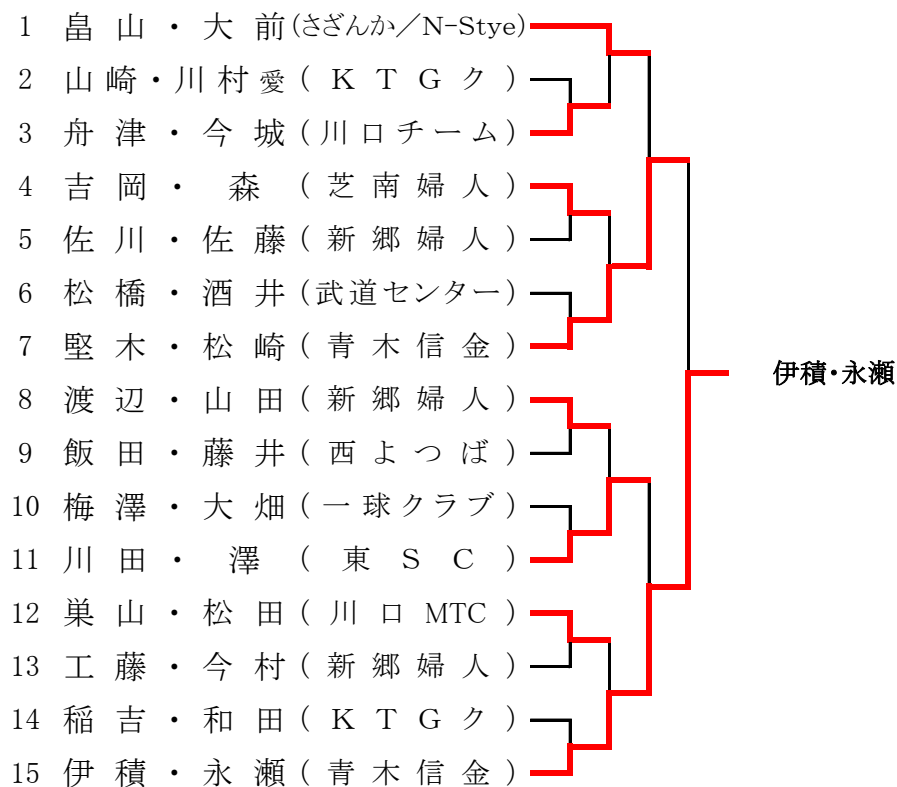 1 畠山・大前(さざんか／N-Stye)
2 山崎・川村愛(KTGク)
3 舟津・今城(川口チーム)
4 吉岡・森(芝南婦人)
5 佐川・佐藤(新郷婦人)
6 松橋・酒井(武道センター)
7 堅木・松崎(青木信金)
伊積・永瀬
8 渡辺・山田(新郷婦人)
9 飯田・藤井(西よつば)
10 梅澤・大畑(一球クラブ)
11 川田・澤(東SC)
12 巣山・松田(川口MTC)
13 工藤・今村(新郷婦人)
14 稲吉・和田(KTGク)
15 伊積・永瀬(青木信金)